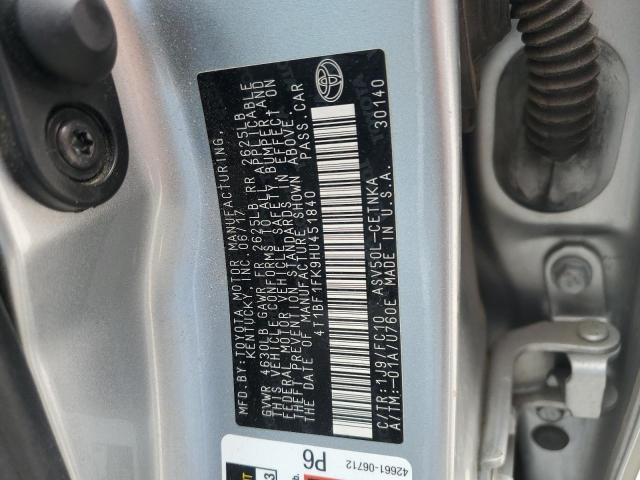 MFD. BY: TOYOTA MOTOR MANUFACTURING,
KENTUCKY, INC. 06/17
GVWR 4630LB GAWR FR 2625LB RR 2625LB
THIS VEHICLE CONFORMS TO ALL APPLICABLE
FEDERAL MOTOR VEHICLE SAFETY, BUMPER, AND
THEFT PREVENTION STANDARDS IN EFFECT ON
THE DATE OF MANUFACTURE SHOWN ABOVE.
4T1BF1FK9HU451840 PASS. CAR
C/TR:1J9/FC10 ASV50L-CETNKA
A/TM:-01A/U760E MADE IN U.S.A. 30140
42661-06712
P6